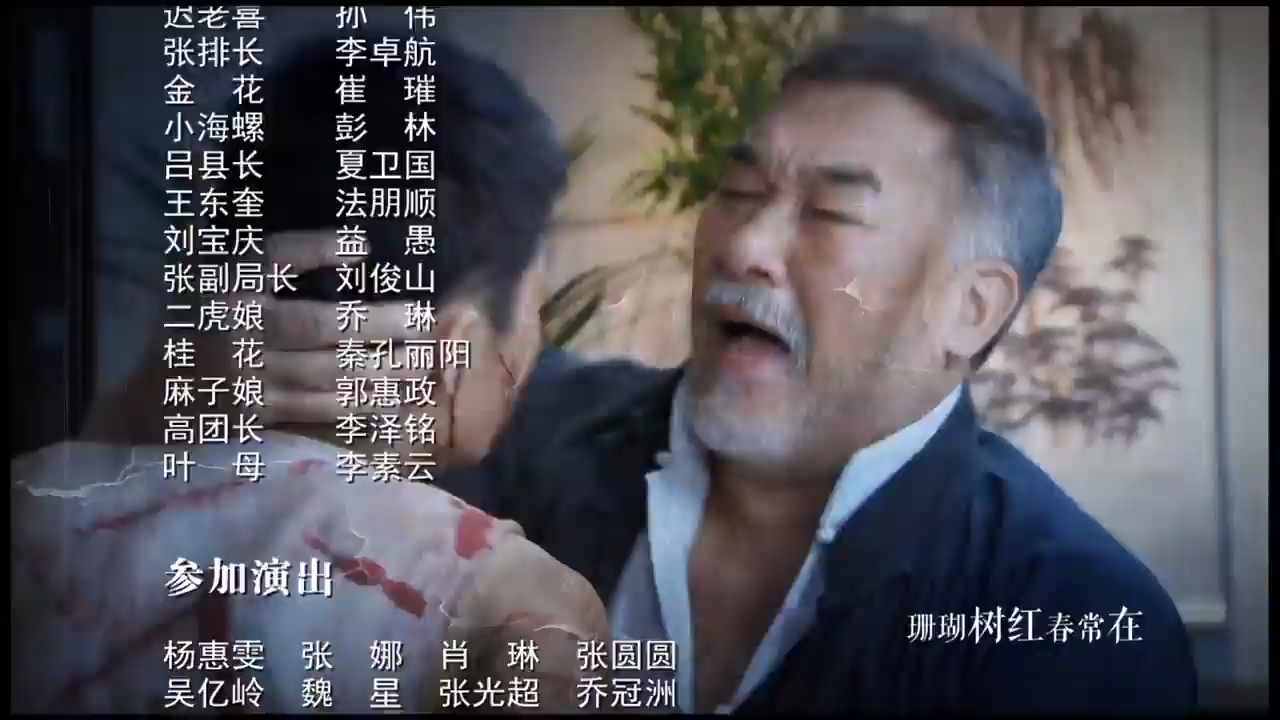 迟老喜 孙 伟
张排长 李卓航
金 花 崔 璀
小海螺 彭 林
吕县长 夏卫国
王东奎 法朋顺
刘宝庆 益 愚
张副局长 刘俊山
二虎娘 乔 琳
桂 花 秦孔丽阳
麻子娘 郭惠政
高团长 李泽铭
叶 母 李素云
参加演出
珊瑚树红春常在
杨惠雯 张 娜 肖 琳 张圆圆
吴亿岭 魏 星 张光超 乔冠洲